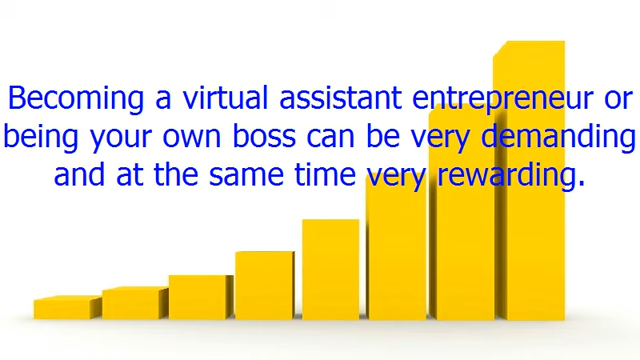 Becoming a virtual assistant entrepreneur or
being your own boss can be very demanding
and at the same time very rewarding.